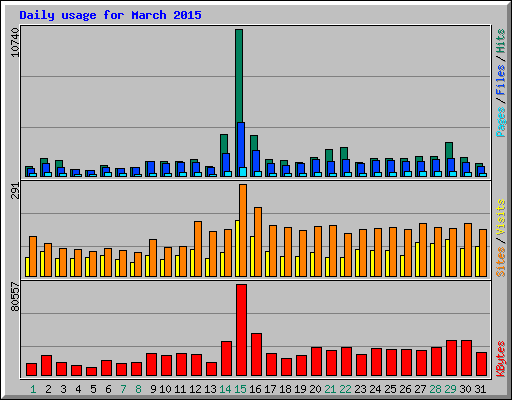 Daily usage for March 2015
10740
Pages / Files / Hits
291
Sites / Visits
80557
KBytes
1 2 3 4 5 6 7 8 9 10 11 12 13 14 15 16 17 18 19 20 21 22 23 24 25 26 27 28 29 30 31